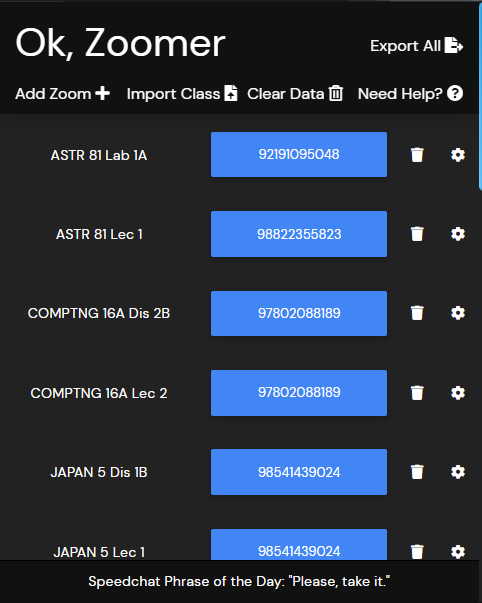 Ok, Zoomer
Export All
Add Zoom Import Class Clear Data Need Help?
ASTR 81 Lab 1A 92191095048
ASTR 81 Lec 1 98822355823
COMPTNG 16A Dis 2B 97802088189
COMPTNG 16A Lec 2 97802088189
JAPAN 5 Dis 1B 98541439024
JAPAN 5 Lec 1 98541439024
Speedchat Phrase of the Day: "Please, take it."